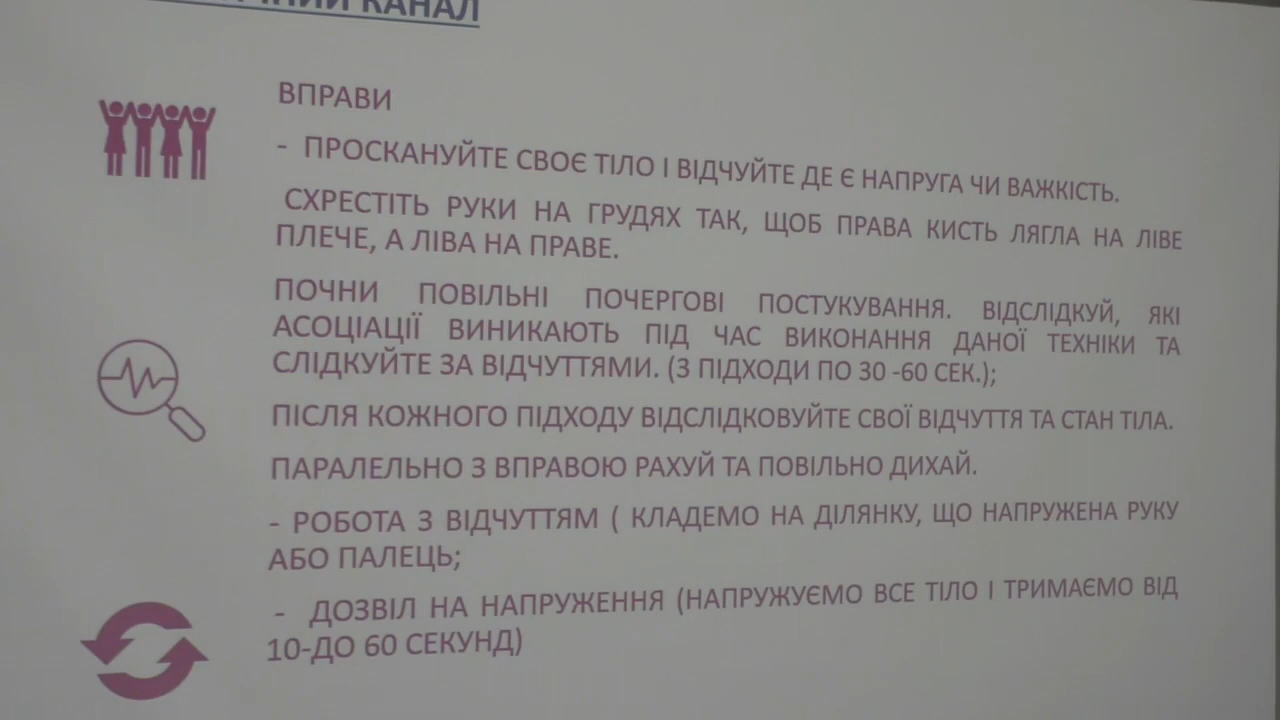 КАНАЛ
ВПРАВИ
- ПРОСКАНУЙТЕ СВОЄ ТІЛО І ВІДЧУЙТЕ ДЕ Є НАПРУГА ЧИ ВАЖКІСТЬ.
СХРЕСТІТЬ РУКИ НА ГРУДЯХ ТАК, ЩОБ ПРАВА КИСТЬ ЛЯГЛА НА ЛІВЕ
ПЛЕЧЕ, А ЛІВА НА ПРАВЕ.
ПОЧНИ ПОВІЛЬНІ ПОЧЕРГОВІ ПОСТУКУВАННЯ. ВІДСЛІДКУЙ, ЯКІ
АСОЦІАЦІЇ ВИНИКАЮТЬ ПІД ЧАС ВИКОНАННЯ ДАНОЇ ТЕХНІКИ ТА
СЛІДКУЙТЕ ЗА ВІДЧУТТЯМИ. (3 ПІДХОДИ ПО 30 -60 СЕК.);
ПІСЛЯ КОЖНОГО ПІДХОДУ ВІДСЛІДКОВУЙТЕ СВОЇ ВІДЧУТТЯ ТА СТАН ТІЛА.
ПАРАЛЕЛЬНО З ВПРАВОЮ РАХУЙ ТА ПОВІЛЬНО ДИХАЙ.
- РОБОТА З ВІДЧУТТЯМ ( КЛАДЕМО НА ДІЛЯНКУ, ЩО НАПРУЖЕНА РУКУ
АБО ПАЛЕЦЬ;
- ДОЗВІЛ НА НАПРУЖЕННЯ (НАПРУЖУЄМО ВСЕ ТІЛО І ТРИМАЄМО ВІД
10-ДО 60 СЕКУНД)